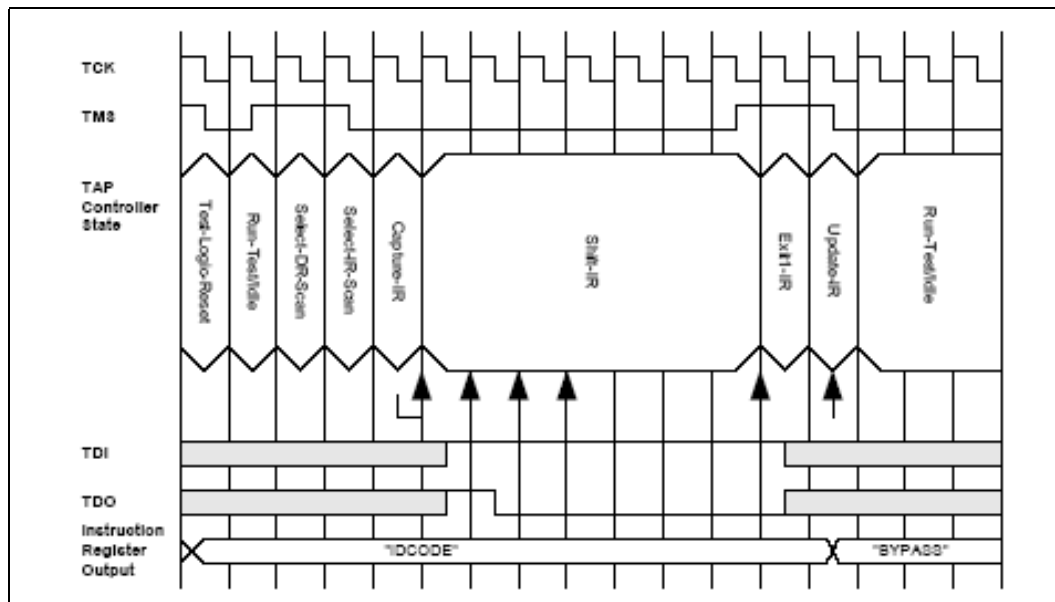 TCK
TMS
TAP
Controller
State
Test-Logic-Reset
Run-Test/Idle
Select-DR-Scan
Select-IR-Scan
Capture-IR
Shift-IR
Exit1-IR
Update-IR
Run-Test/Idle
TDI
TDO
Instruction
Register
Output
"IDCODE"
"BYPASS"